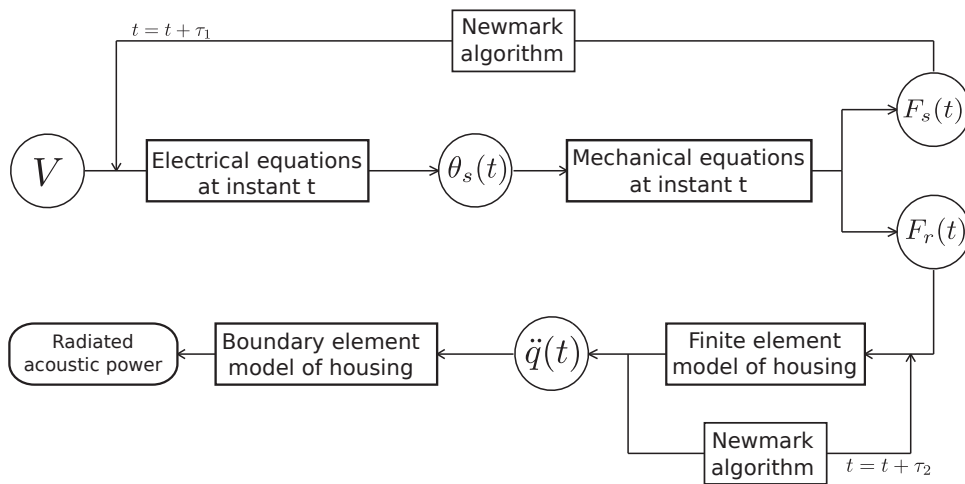 t = t + τ₁
Newmark
algorithm
V
Electrical equations
at instant t
θₛ(t)
Mechanical equations
at instant t
Fₛ(t)
Fᵣ(t)
Radiated
acoustic power
Boundary element
model of housing
q̈(t)
Finite element
model of housing
Newmark
algorithm
t = t + τ₂